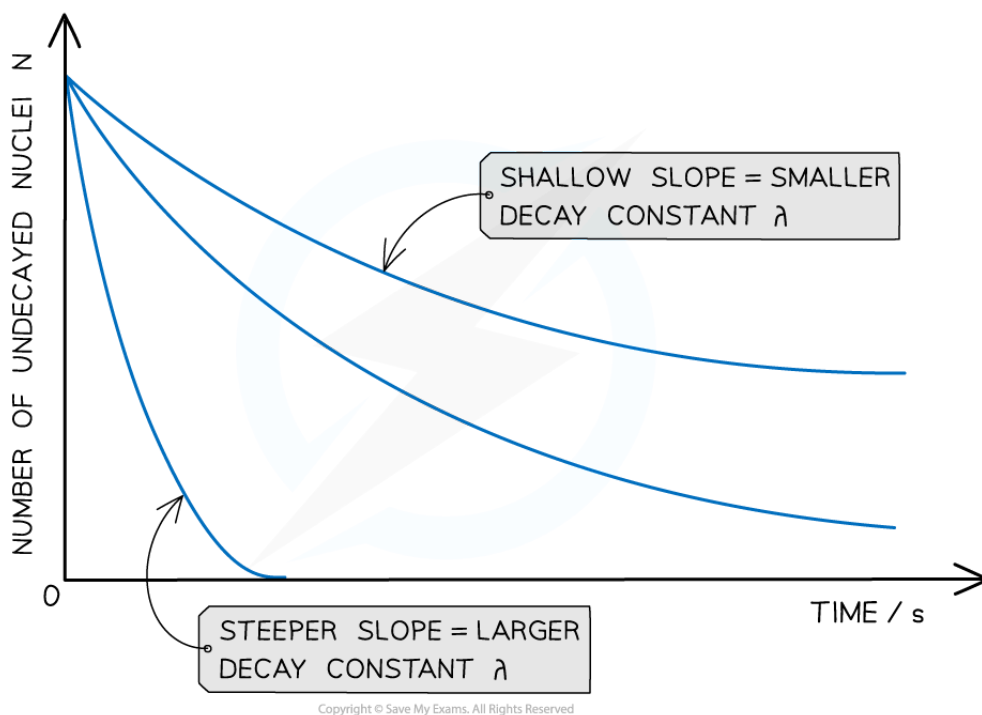 NUMBER OF UNDECAYED NUCLEI N
SHALLOW SLOPE = SMALLER
DECAY CONSTANT λ
0
TIME / s
STEEPER SLOPE = LARGER
DECAY CONSTANT λ
Copyright © Save My Exams. All Rights Reserved